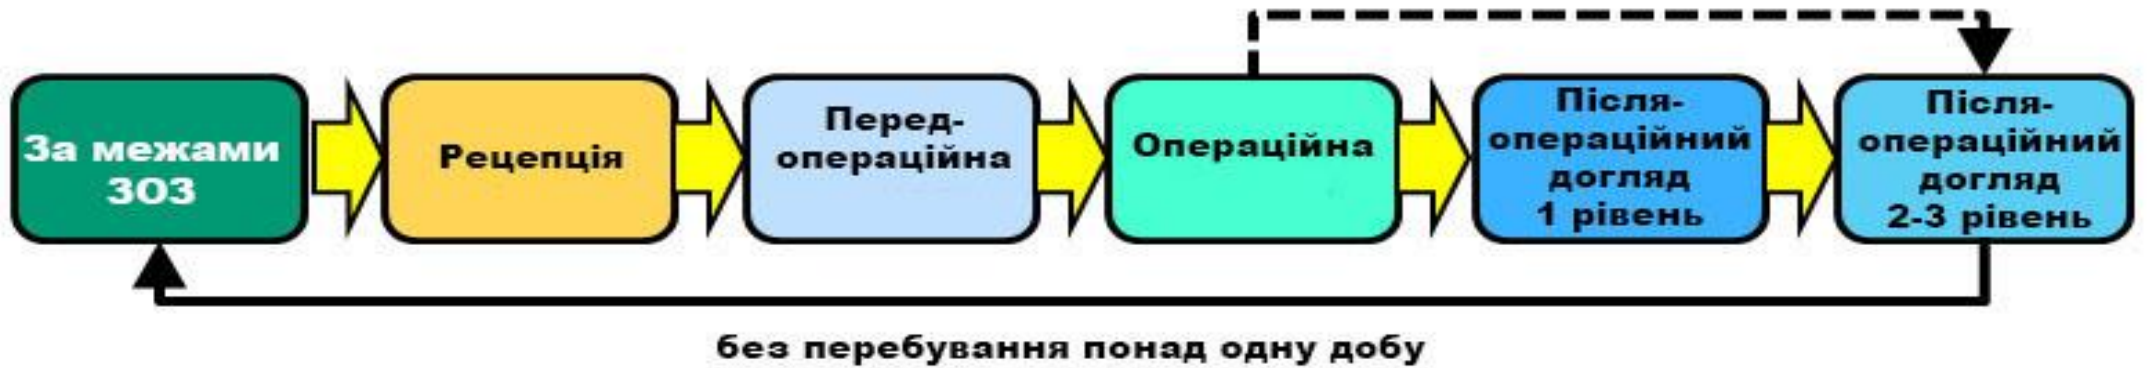 За межами
ЗОЗ
Рецепція
Перед-
операційна
Операційна
Після-
операційний
догляд
1 рівень
Після-
операційний
догляд
2-3 рівень
без перебування понад одну добу